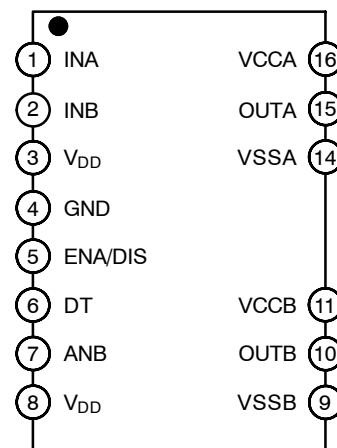 1 INA VCCA 16
2 INB OUTA 15
3 VDD VSSA 14
4 GND
5 ENA/DIS
6 DT VCCB 11
7 ANB OUTB 10
8 VDD VSSB 9